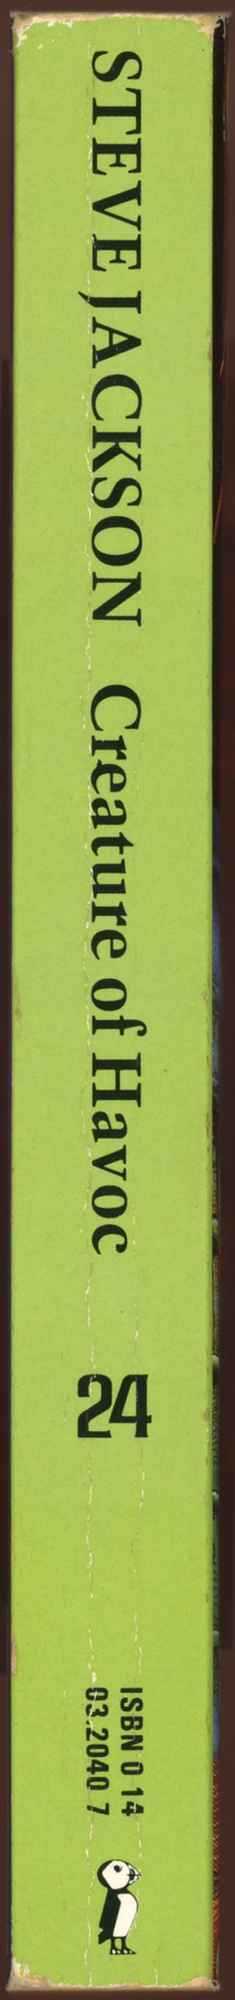 STEVE JACKSON Creature of Havoc
24
ISBN 0 14
03.2040 7